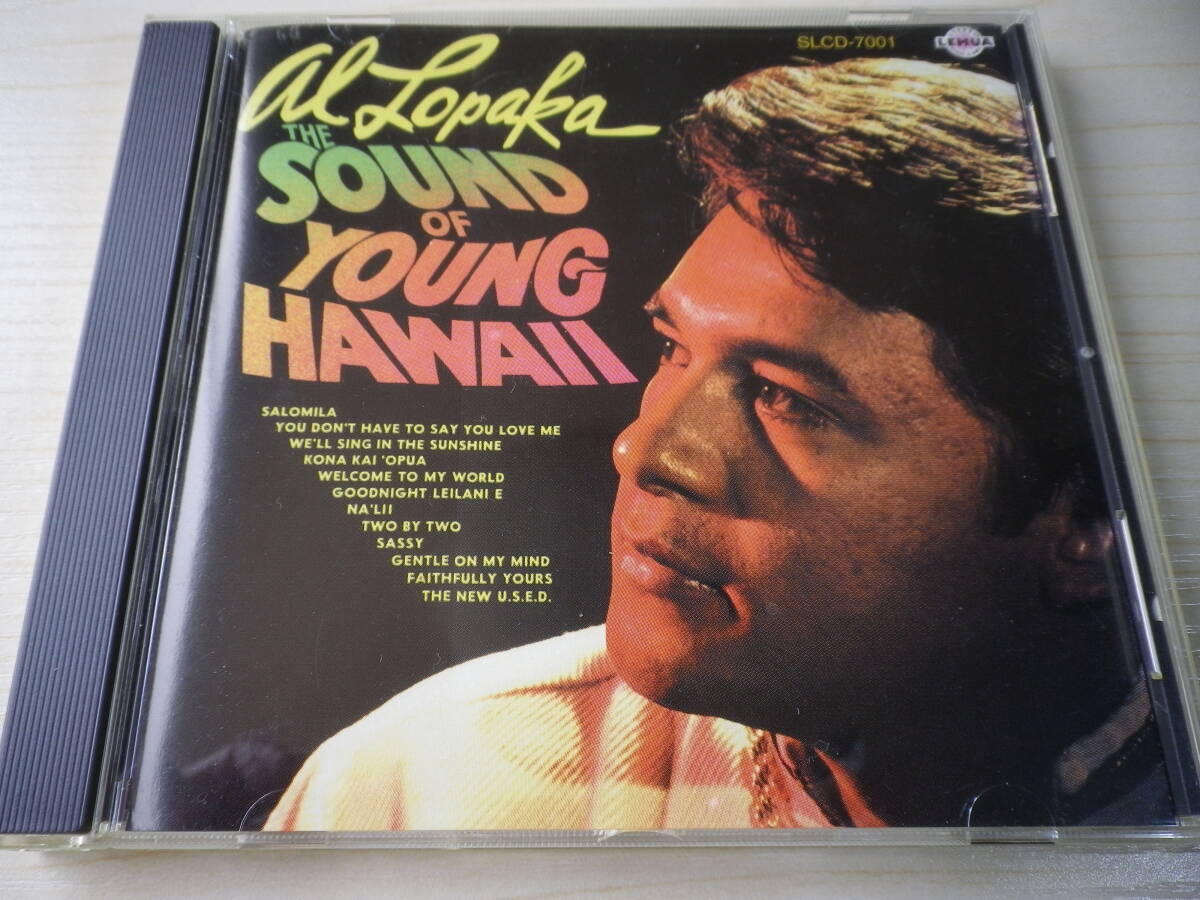 Al Lopaka
SLCD-7001
LEHUA
THE
SOUND
OF
YOUNG
HAWAII
SALOMILA
YOU DON'T HAVE TO SAY YOU LOVE ME
WE'LL SING IN THE SUNSHINE
KONA KAI 'OPUA
WELCOME TO MY WORLD
GOODNIGHT LEILANI E
NA'LII
TWO BY TWO
SASSY
GENTLE ON MY MIND
FAITHFULLY YOURS
THE NEW U.S.E.D.